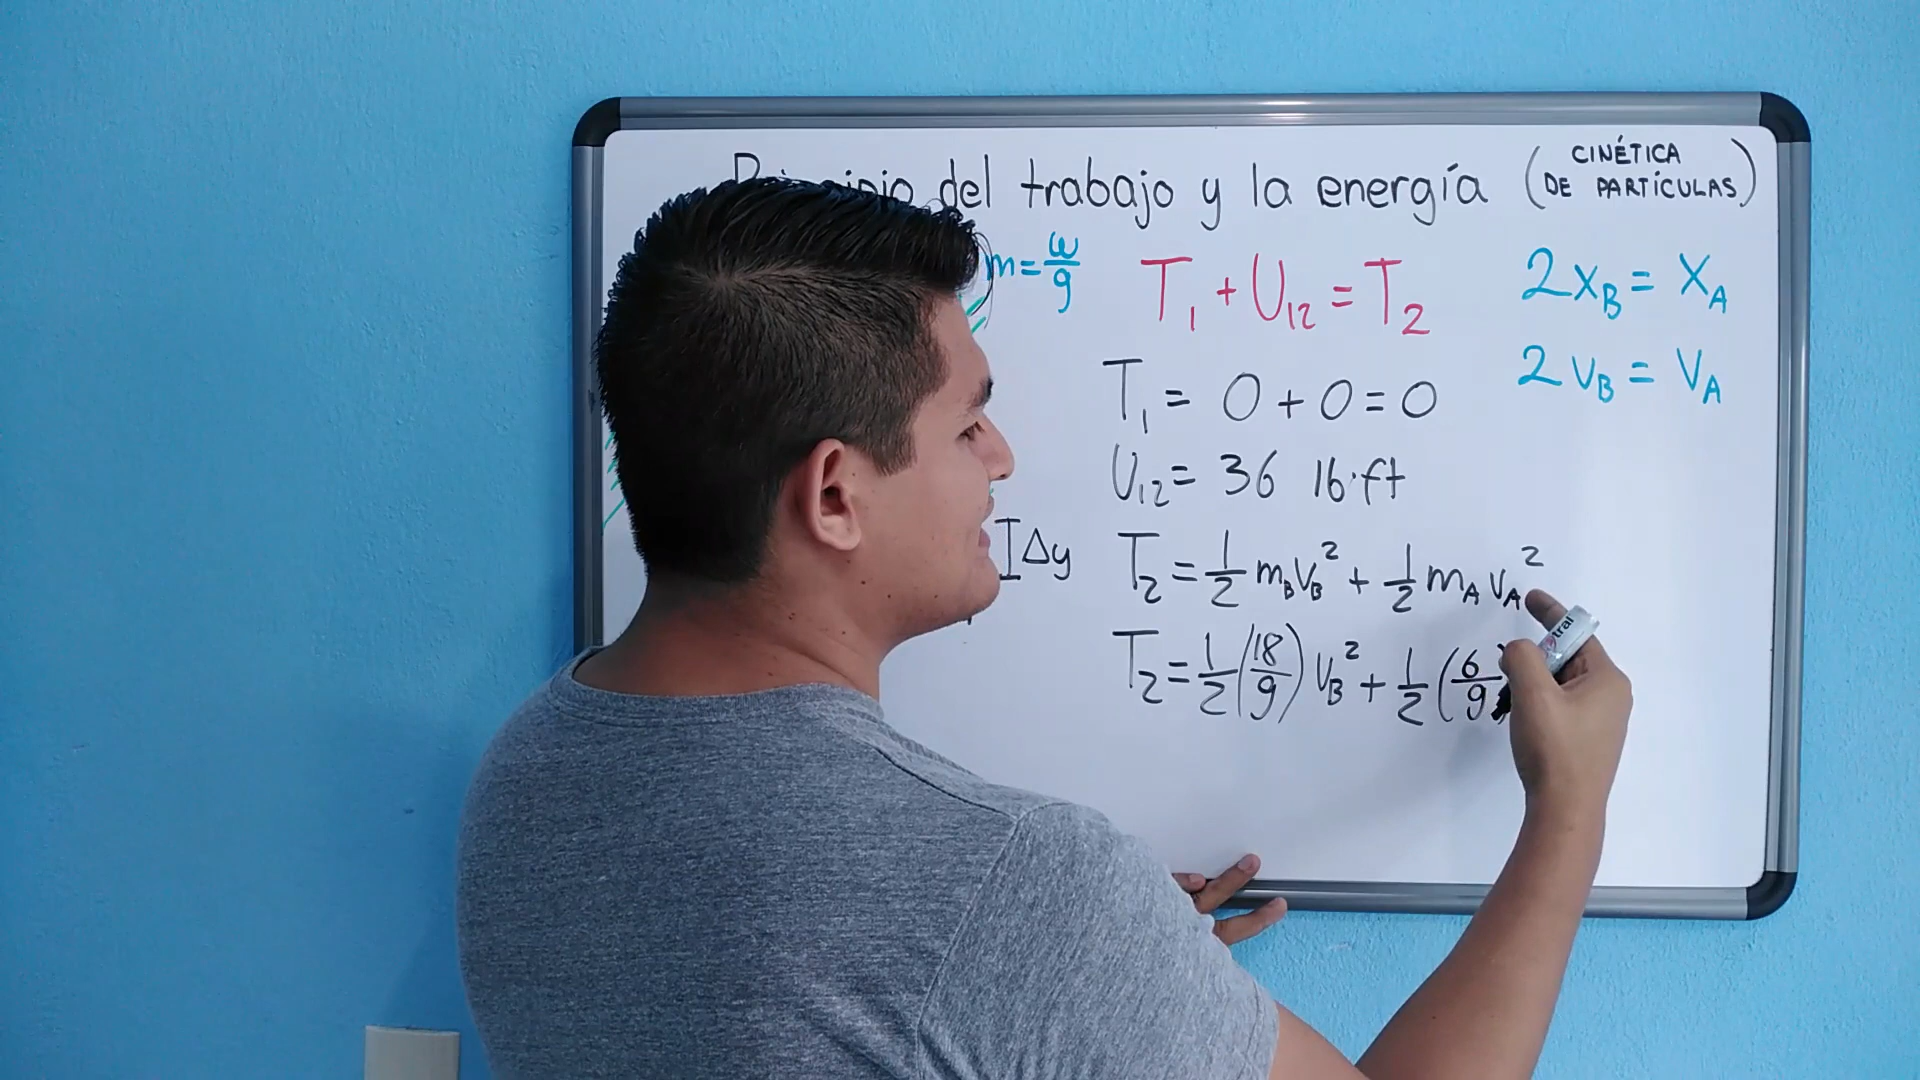 del trabajo y la energía (CINÉTICA DE PARTÍCULAS)
m = w/g
T₁ + U₁₂ = T₂
2x_B = x_A
2v_B = v_A
T₁ = 0 + 0 = 0
U₁₂ = 36 lb·ft
Δy
T₂ = 1/2 m_B v_B² + 1/2 m_A v_A²
T₂ = 1/2 (18/g) v_B² + 1/2 (6/g
tral